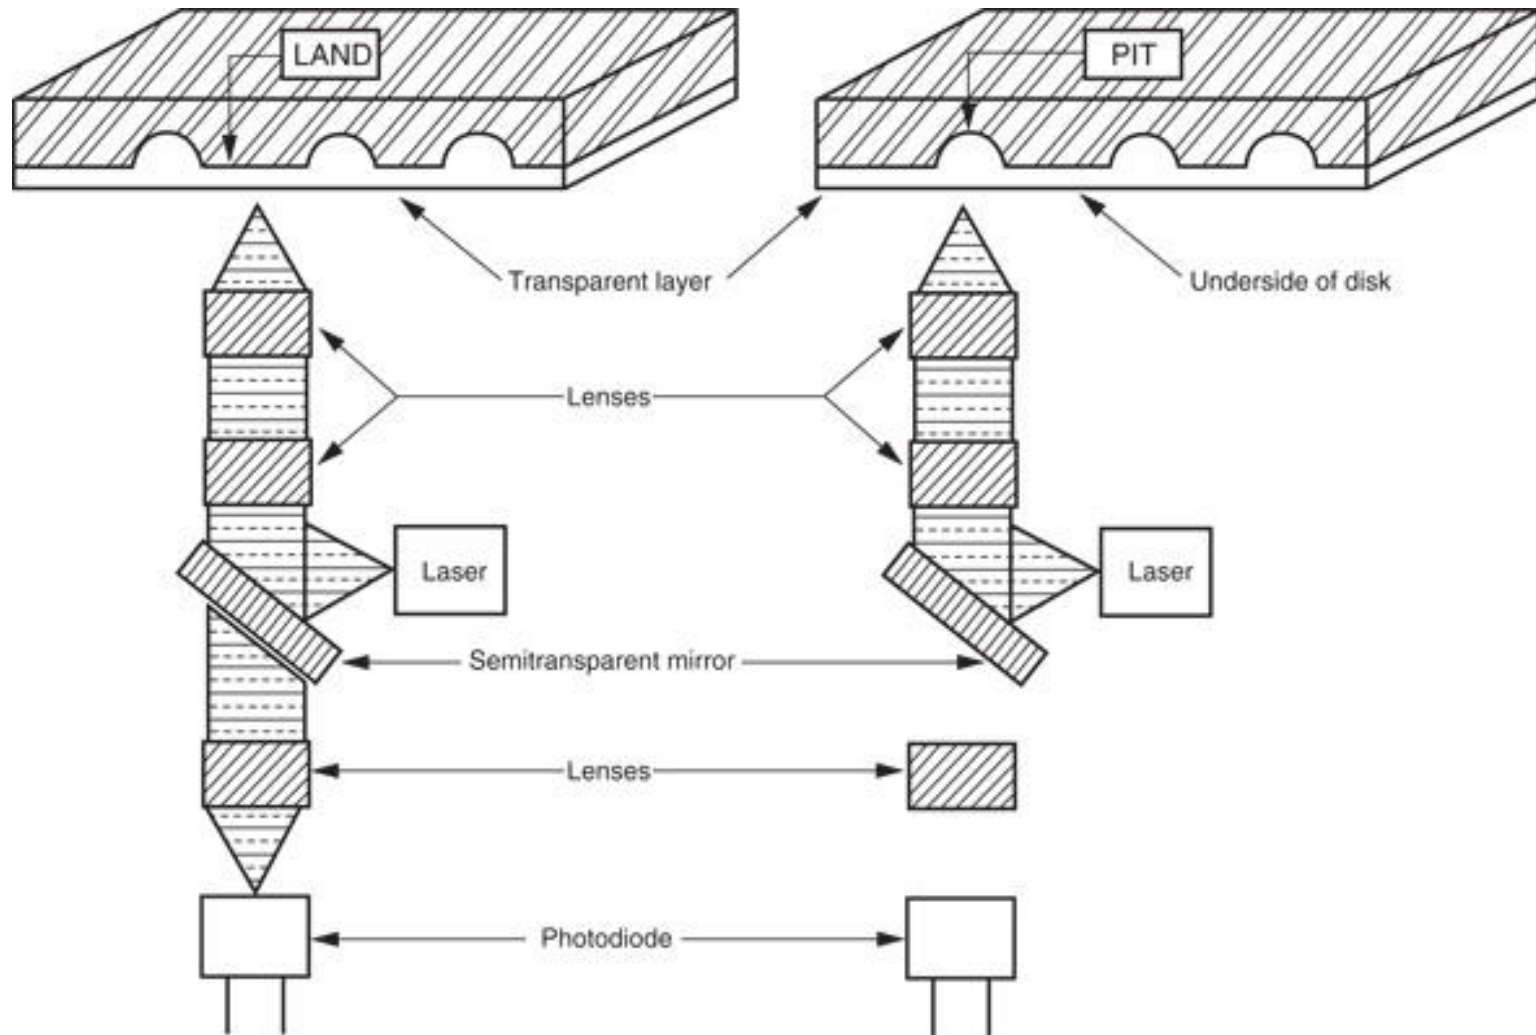 LAND
PIT
Transparent layer
Underside of disk
Lenses
Laser
Laser
Semitransparent mirror
Lenses
Photodiode